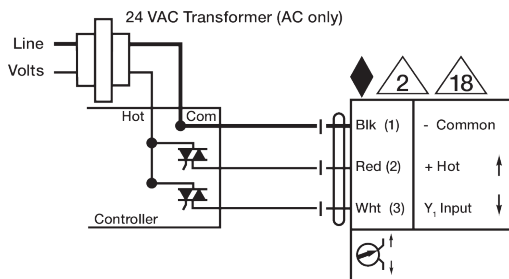 24 VAC Transformer (AC only)
Line
Volts
2
18
Hot
Com
Blk (1)
- Common
Red (2)
+ Hot
Wht (3)
Y₁ Input
Controller